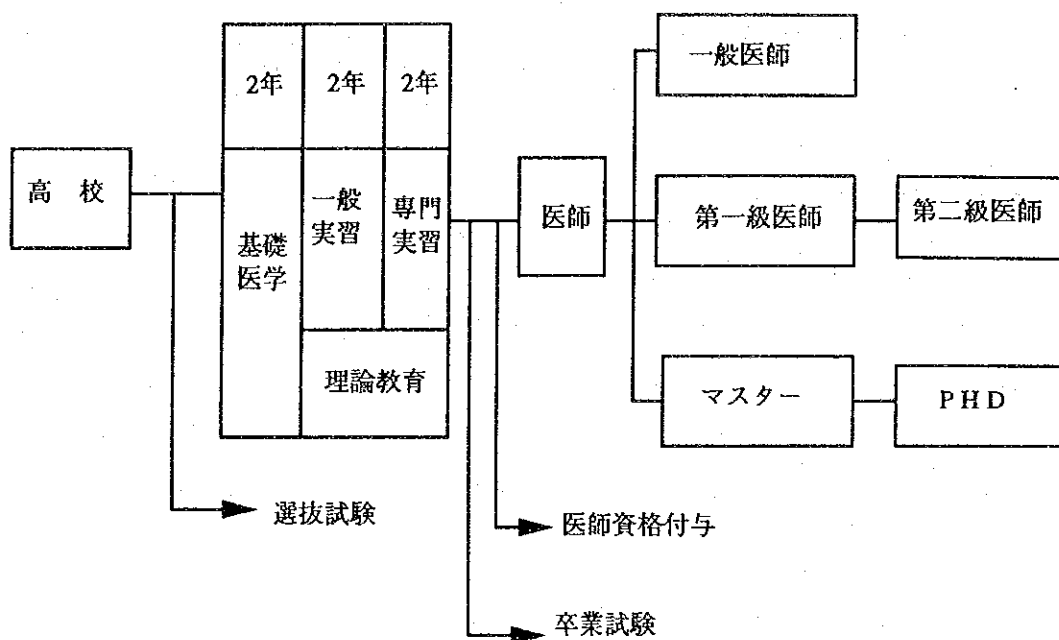 高 校
2年
2年
2年
基礎
医学
一般
実習
専門
実習
理論教育
選抜試験
医師
医師資格付与
卒業試験
一般医師
第一級医師
第二級医師
マスター
PHD